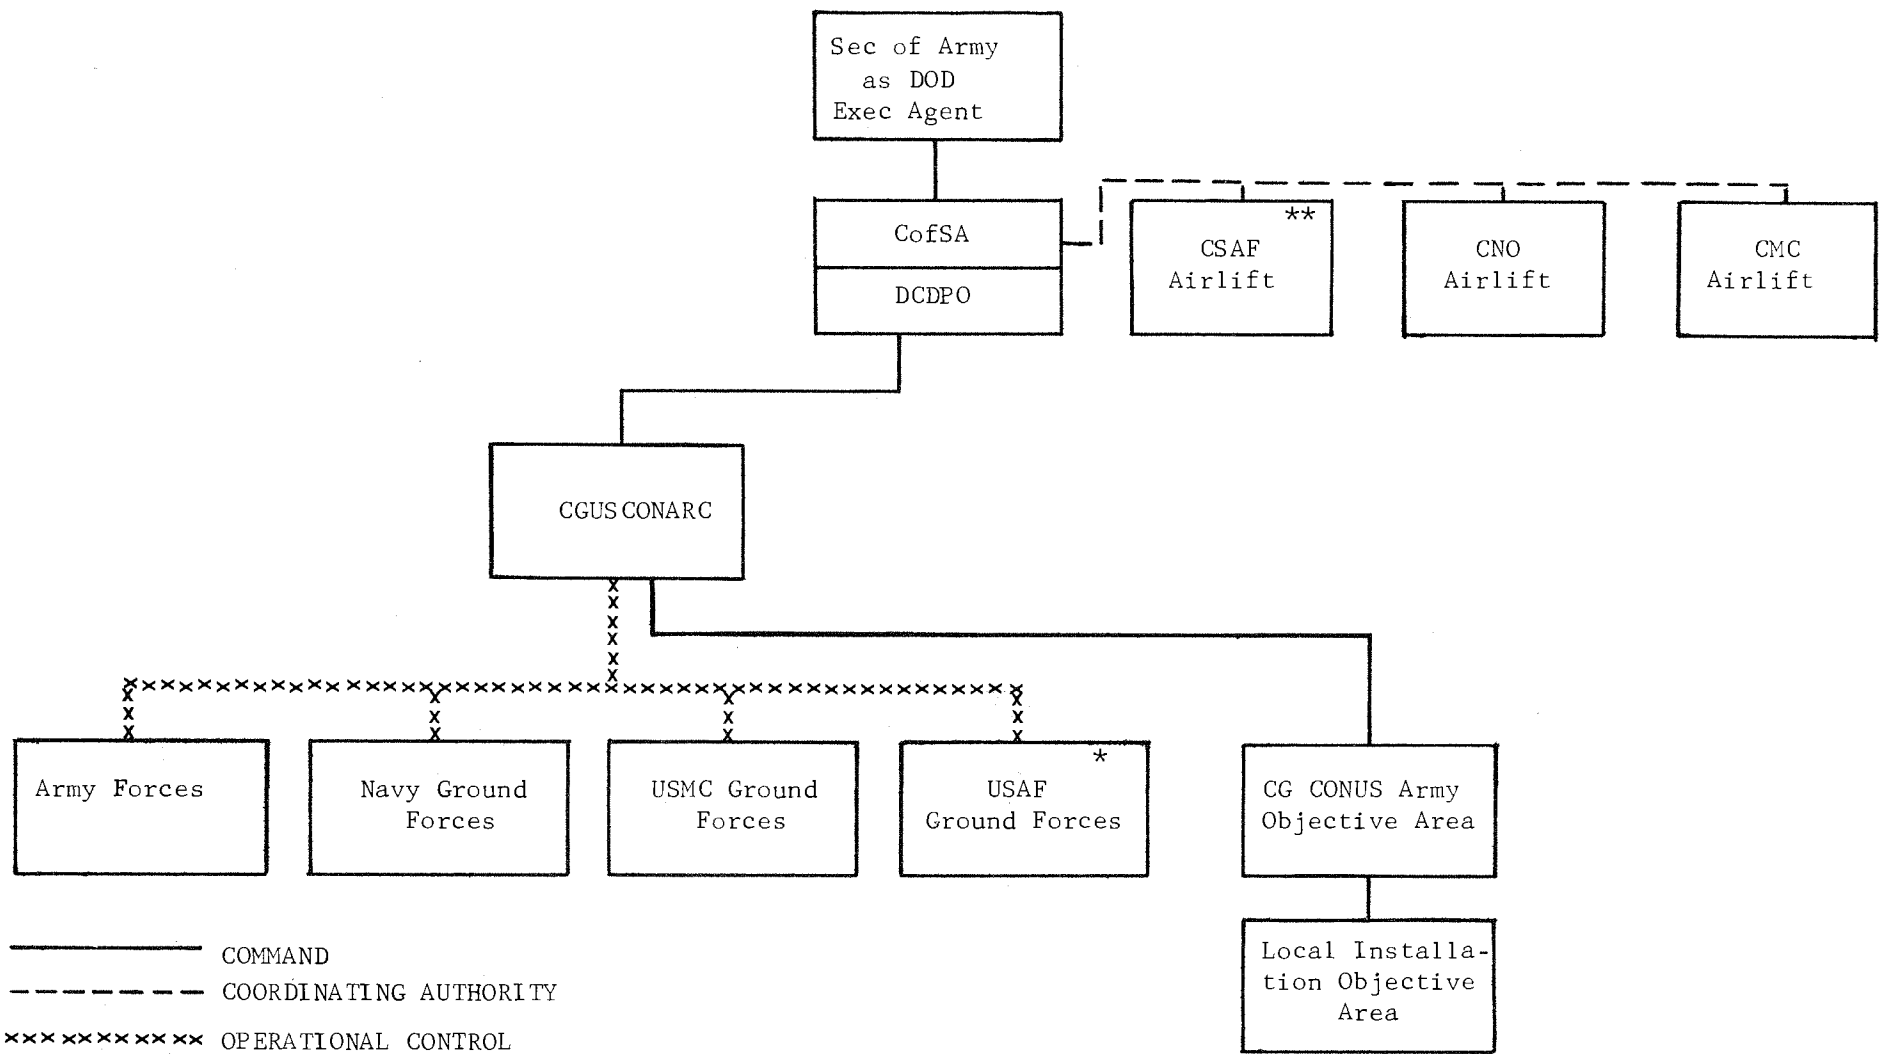 Sec of Army
as DOD
Exec Agent
CofSA
DCDPO
**
CSAF
Airlift
CNO
Airlift
CMC
Airlift
CGUSCONARC
Army Forces
Navy Ground
Forces
USMC Ground
Forces
*
USAF
Ground Forces
CG CONUS Army
Objective Area
Local Installa-
tion Objective
Area
COMMAND
COORDINATING AUTHORITY
OPERATIONAL CONTROL